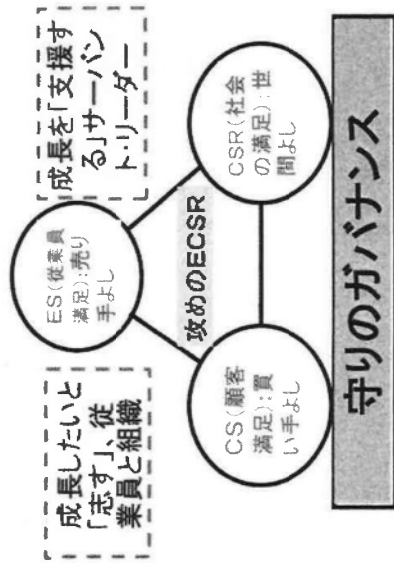 成長したいと
「志す」、従
業員と組織
成長を「支援す
る」サーバン
ト・リーダー
ES(従業員
満足):売り
手よし
攻めのECSR
CS(顧客
満足):買
い手よし
CSR(社会
の満足):世
間よし
守りのガバナンス